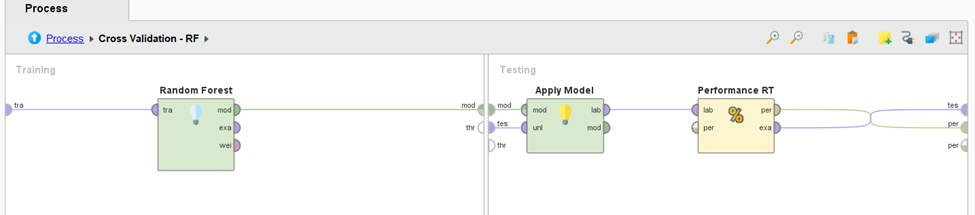 Process
Process ▸ Cross Validation - RF ▸
Training
Testing
Random Forest
Apply Model
Performance RT
tra
tra
mod
exa
wei
mod
thr
mod
tes
thr
mod
unl
lab
mod
lab
per
%
per
exa
tes
per
per